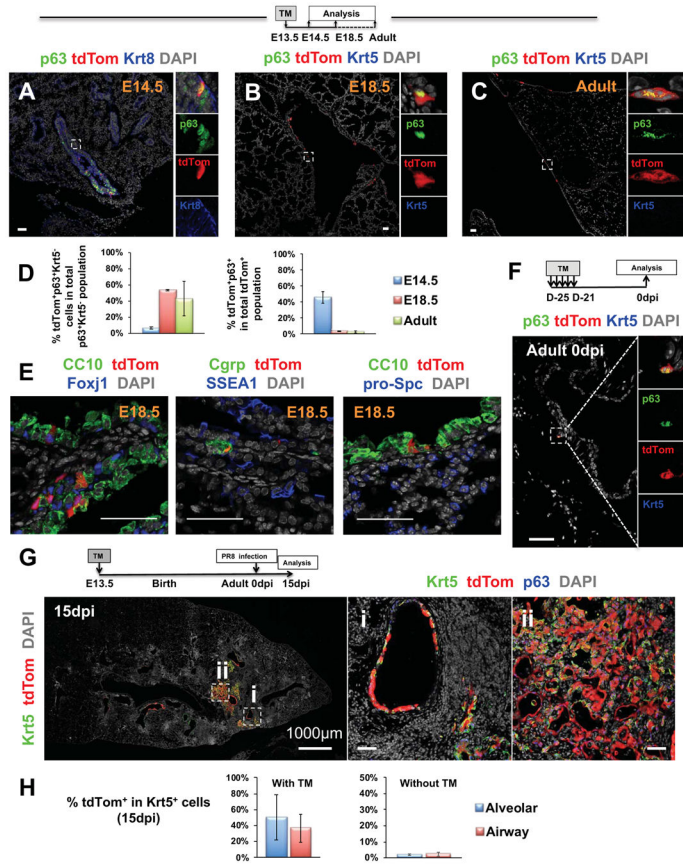 TM Analysis
E13.5 E14.5 E18.5 Adult
p63 tdTom Krt8 DAPI
p63 tdTom Krt5 DAPI
p63 tdTom Krt5 DAPI
A E14.5
p63
tdTom
Krt8
B E18.5
p63
tdTom
Krt5
C Adult
p63
tdTom
Krt5
D
% tdTom+p63+Krt5-
cells in total
p63+Krt5- population
100%
80%
60%
40%
20%
0%
% tdTom+p63+
in total tdTom+
population
100%
80%
60%
40%
20%
0%
E14.5
E18.5
Adult
F
TM Analysis
D-25 D-21 0dpi
p63 tdTom Krt5 DAPI
Adult 0dpi
p63
tdTom
Krt5
E
CC10 tdTom
Foxj1 DAPI
E18.5
Cgrp tdTom
SSEA1 DAPI
E18.5
CC10 tdTom
pro-Spc DAPI
E18.5
G
TM PR8 infection Analysis
E13.5 Birth Adult 0dpi 15dpi
Krt5 tdTom p63 DAPI
Krt5 tdTom DAPI
15dpi
ii
i
1000μm
i
ii
H
% tdTom+ in Krt5+ cells
(15dpi)
With TM
100%
80%
60%
40%
20%
0%
Without TM
50%
40%
30%
20%
10%
0%
Alveolar
Airway